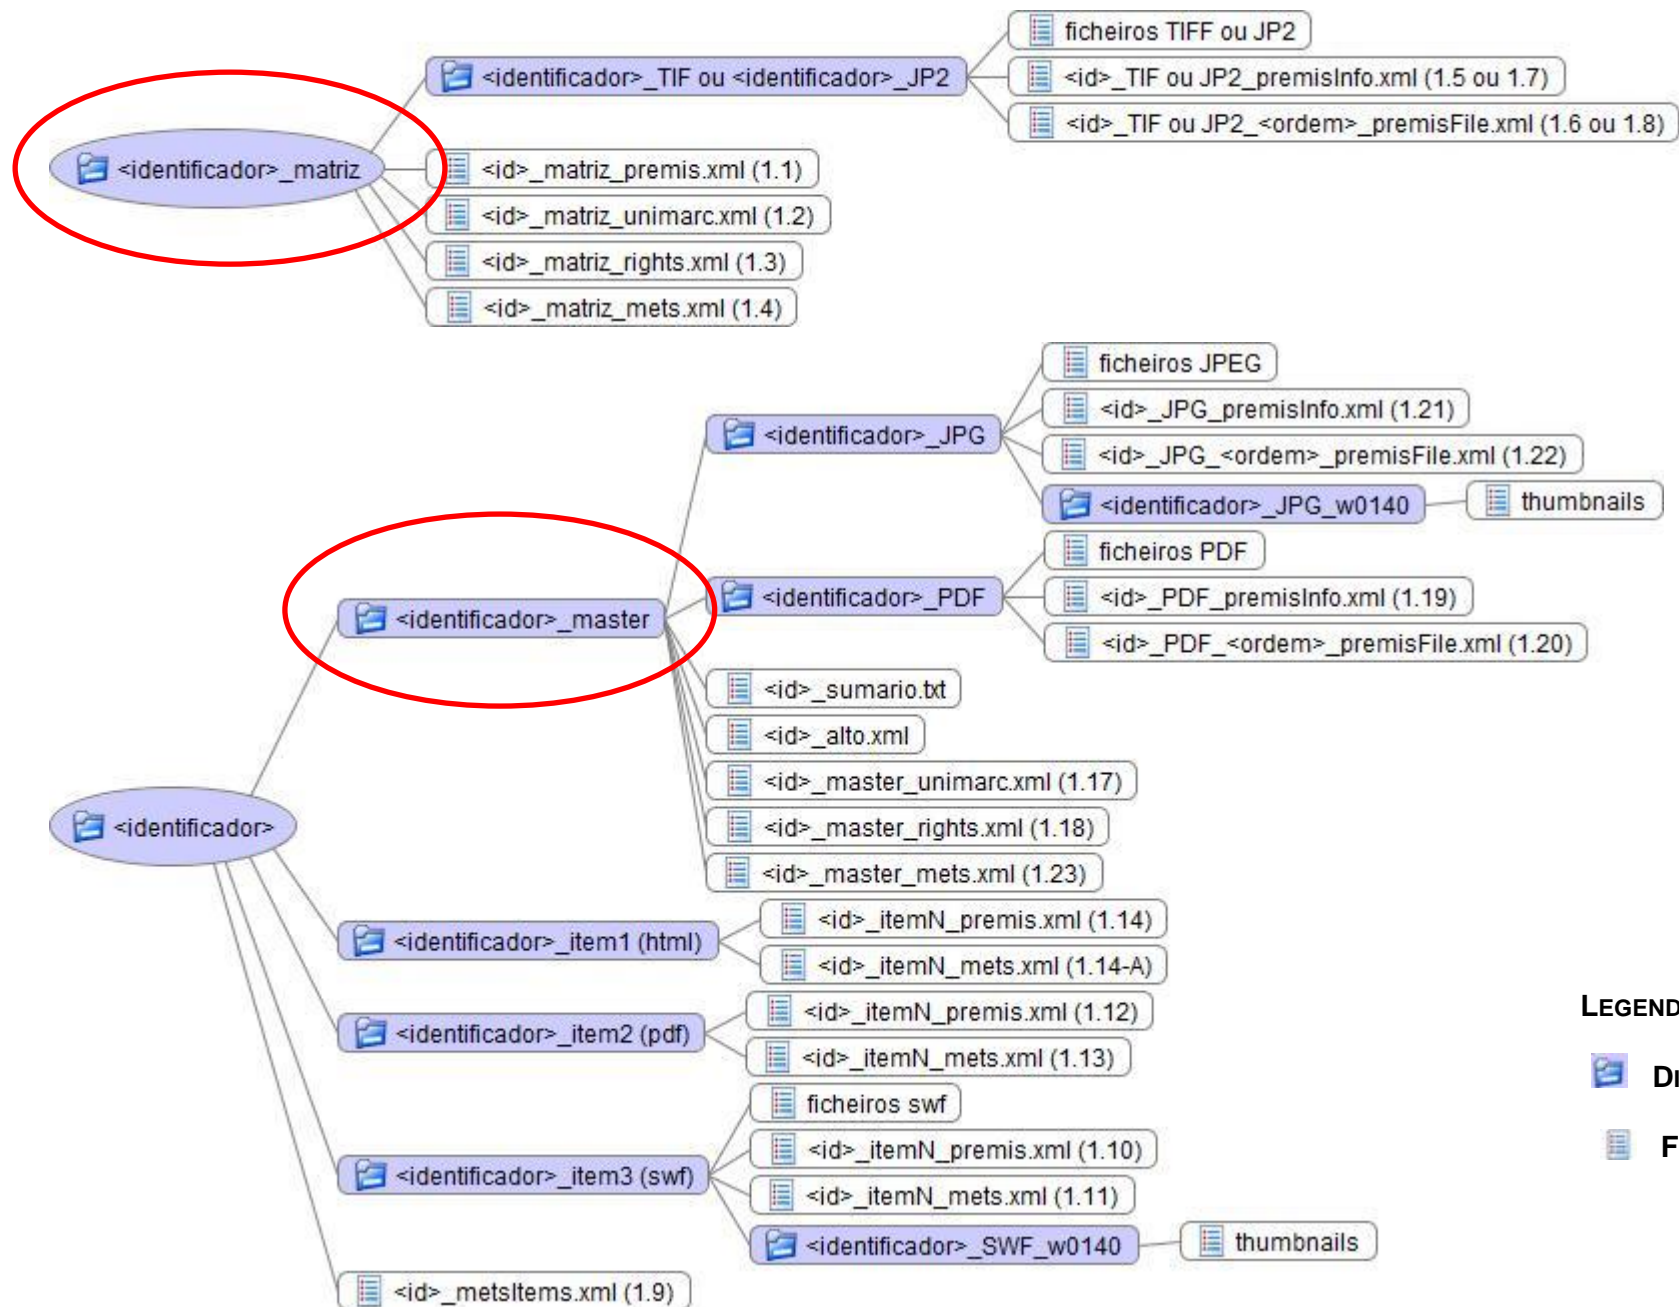 ficheiros TIFF ou JP2
<identificador>_TIF ou <identificador>_JP2
<id>_TIF ou JP2_premisInfo.xml (1.5 ou 1.7)
<id>_TIF ou JP2_<ordem>_premisFile.xml (1.6 ou 1.8)
<identificador>_matriz
<id>_matriz_premis.xml (1.1)
<id>_matriz_unimarc.xml (1.2)
<id>_matriz_rights.xml (1.3)
<id>_matriz_mets.xml (1.4)
ficheiros JPEG
<id>_JPG_premisInfo.xml (1.21)
<identificador>_JPG
<id>_JPG_<ordem>_premisFile.xml (1.22)
<identificador>_JPG_w0140
thumbnails
ficheiros PDF
<identificador>_PDF
<id>_PDF_premisInfo.xml (1.19)
<id>_PDF_<ordem>_premisFile.xml (1.20)
<identificador>_master
<id>_sumario.txt
<id>_alto.xml
<id>_master_unimarc.xml (1.17)
<id>_master_rights.xml (1.18)
<id>_master_mets.xml (1.23)
<identificador>
<identificador>_item1 (html)
<id>_itemN_premis.xml (1.14)
<id>_itemN_mets.xml (1.14-A)
<identificador>_item2 (pdf)
<id>_itemN_premis.xml (1.12)
<id>_itemN_mets.xml (1.13)
ficheiros swf
<id>_itemN_premis.xml (1.10)
<identificador>_item3 (swf)
<id>_itemN_mets.xml (1.11)
<identificador>_SWF_w0140
thumbnails
<id>_metsItems.xml (1.9)
LEGEND